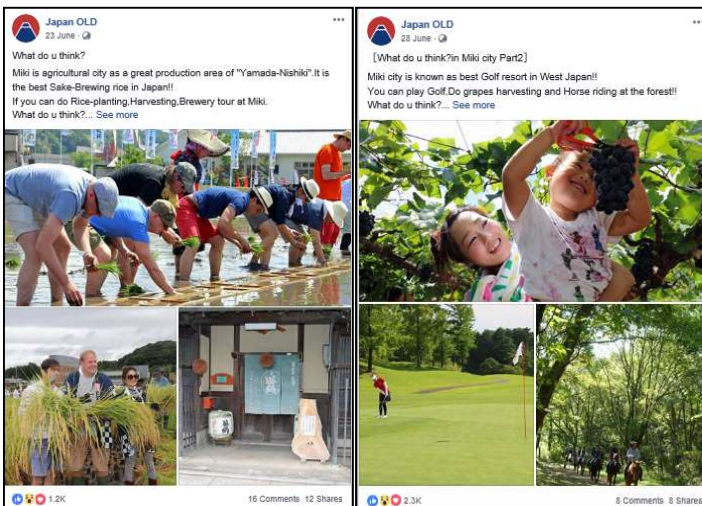 Japan OLD
23 June ·
What do u think?
Miki is agricultural city as a great production area of "Yamada-Nishiki".It is
the best Sake-Brewing rice in Japan!!
If you can do Rice-planting,Harvesting,Brewery tour at Miki.
What do u think?... See more
1.2K
16 Comments 12 Shares
Japan OLD
28 June ·
[What do u think?in Miki city Part2]
Miki city is known as best Golf resort in West Japan!!
You can play Golf,Do grapes harvesting and Horse riding at the forest!!
What do u think?... See more
2.3K
8 Comments 8 Shares